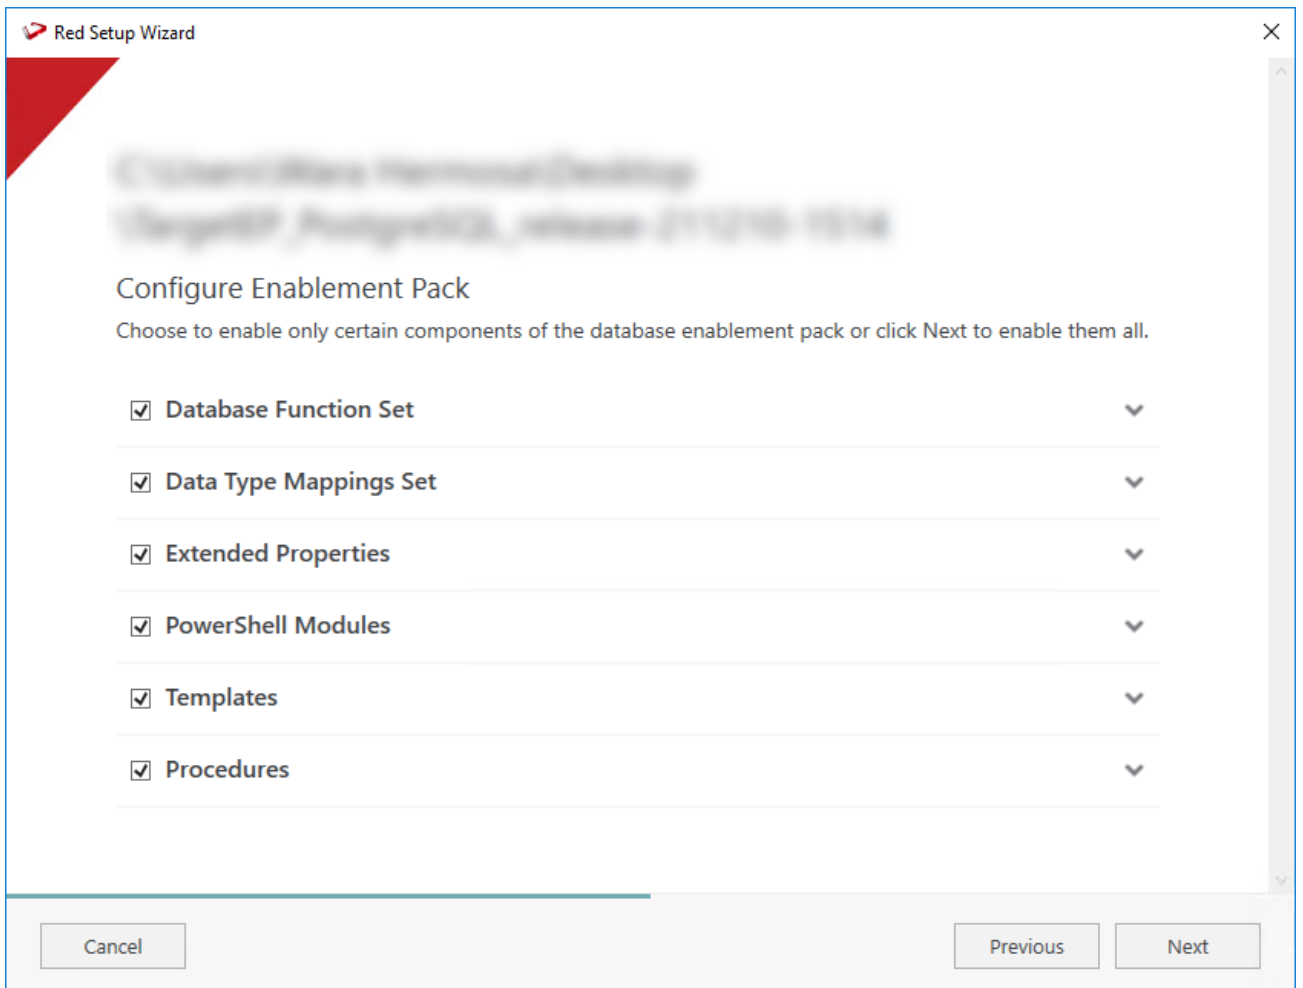 Red Setup Wizard
Configure Enablement Pack
Choose to enable only certain components of the database enablement pack or click Next to enable them all.
Database Function Set
Data Type Mappings Set
Extended Properties
PowerShell Modules
Templates
Procedures
Cancel
Previous
Next